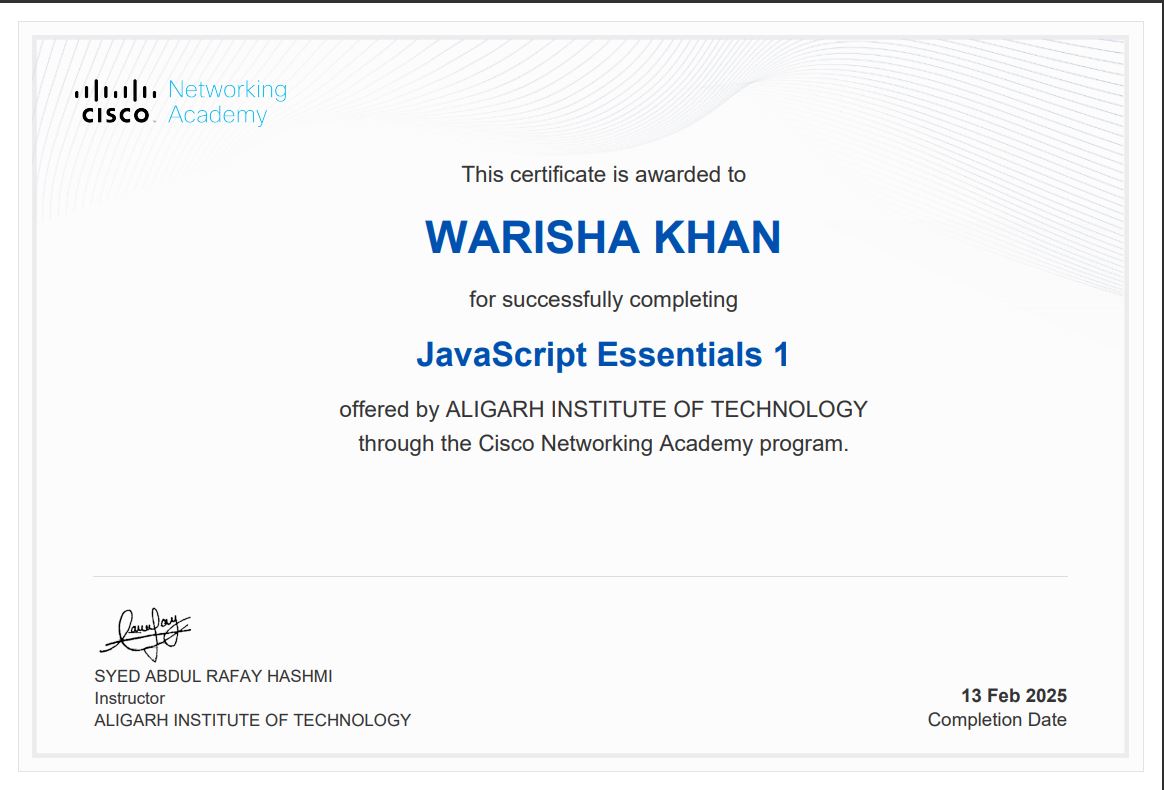 Networking
CISCO Academy
This certificate is awarded to
WARISHA KHAN
for successfully completing
JavaScript Essentials 1
offered by ALIGARH INSTITUTE OF TECHNOLOGY
through the Cisco Networking Academy program.
SYED ABDUL RAFAY HASHMI
Instructor
ALIGARH INSTITUTE OF TECHNOLOGY
13 Feb 2025
Completion Date